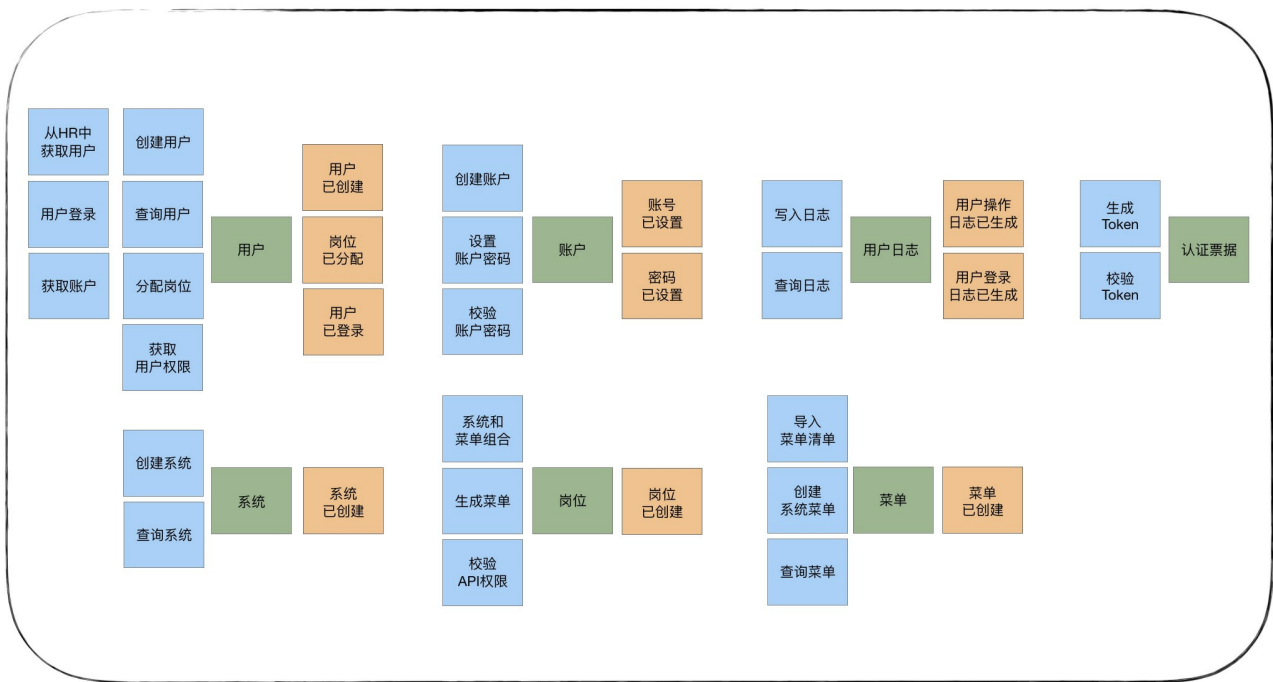 从HR中
获取用户
用户登录
获取账户
创建用户
查询用户
分配岗位
获取
用户权限
用户
用户
已创建
岗位
已分配
用户
已登录
创建账户
设置
账户密码
校验
账户密码
账户
账号
已设置
密码
已设置
写入日志
查询日志
用户日志
用户操作
日志已生成
用户登录
日志已生成
生成
Token
校验
Token
认证票据
创建系统
查询系统
系统
系统
已创建
系统和
菜单组合
生成菜单
校验
API权限
岗位
岗位
已创建
导入
菜单清单
创建
系统菜单
查询菜单
菜单
菜单
已创建